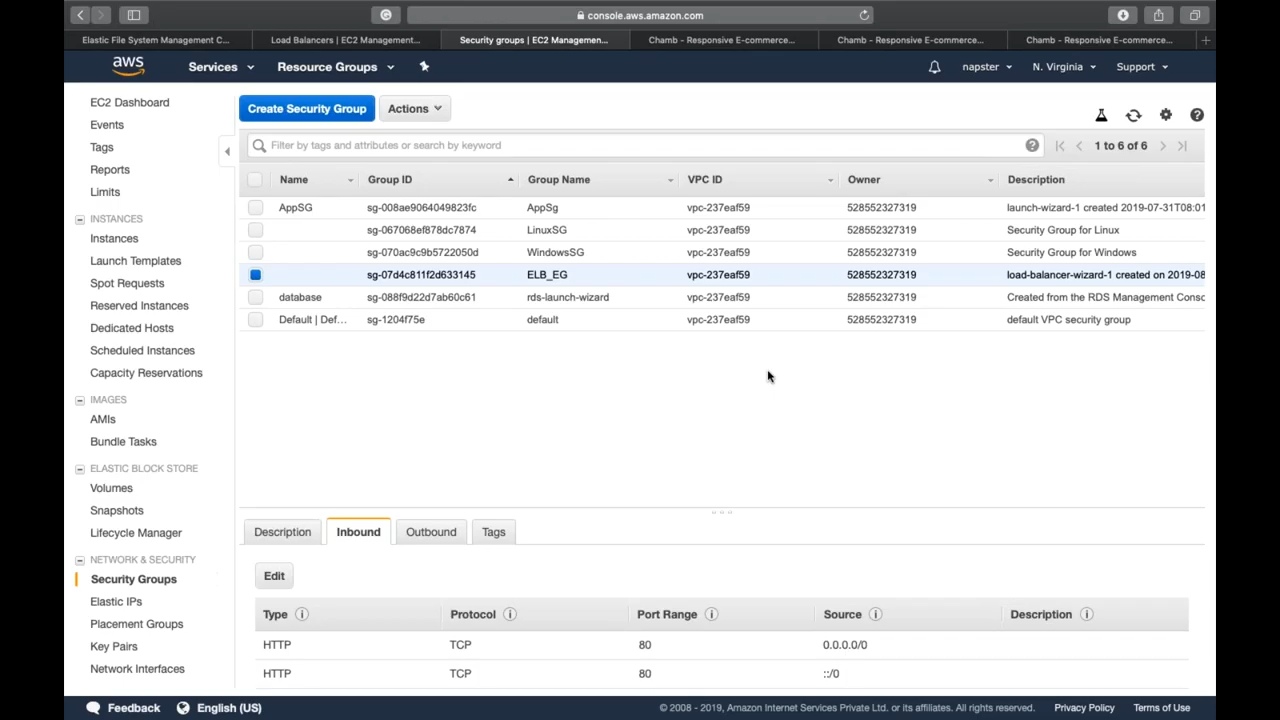 console.aws.amazon.com
Elastic File System Management C... Load Balancers | EC2 Management... Security groups | EC2 Managemen... Chamb - Responsive E-commerce... Chamb - Responsive E-commerce... Chamb - Responsive E-commerce...
aws Services Resource Groups napster N. Virginia Support
EC2 Dashboard
Events
Tags
Reports
Limits
INSTANCES
Instances
Launch Templates
Spot Requests
Reserved Instances
Dedicated Hosts
Scheduled Instances
Capacity Reservations
IMAGES
AMIs
Bundle Tasks
ELASTIC BLOCK STORE
Volumes
Snapshots
Lifecycle Manager
NETWORK & SECURITY
Security Groups
Elastic IPs
Placement Groups
Key Pairs
Network Interfaces
Create Security Group Actions
Filter by tags and attributes or search by keyword 1 to 6 of 6
Name Group ID Group Name VPC ID Owner Description
AppSG sg-008ae9064049823fc AppSg vpc-237eaf59 528552327319 launch-wizard-1 created 2019-07-31T08:01
sg-067068ef878dc7874 LinuxSG vpc-237eaf59 528552327319 Security Group for Linux
sg-070ac9c9b5722050d WindowsSG vpc-237eaf59 528552327319 Security Group for Windows
sg-07d4c811f2d633145 ELB_EG vpc-237eaf59 528552327319 load-balancer-wizard-1 created on 2019-08
database sg-088f9d22d7ab60c61 rds-launch-wizard vpc-237eaf59 528552327319 Created from the RDS Management Conso
Default | Def... sg-1204f75e default vpc-237eaf59 528552327319 default VPC security group
Description Inbound Outbound Tags
Edit
Type Protocol Port Range Source Description
HTTP TCP 80 0.0.0.0/0
HTTP TCP 80 ::/0
Feedback English (US) © 2008 - 2019, Amazon Internet Services Private Ltd. or its affiliates. All rights reserved. Privacy Policy Terms of Use